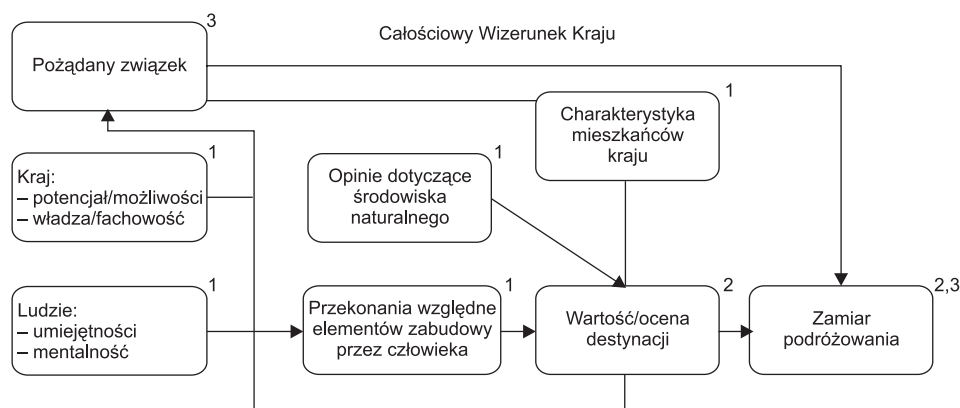 Całościowy Wizerunek Kraju
3
Pożądany związek
1
Charakterystyka
mieszkańców
kraju
1
Opinie dotyczące
środowiska
naturalnego
1
Kraj:
– potencjał/możliwości
– władza/fachowość
1
Ludzie:
– umiejętności
– mentalność
1
Przekonania względne
elementów zabudowy
przez człowieka
2
Wartość/ocena
destynacji
2,3
Zamiar
podróżowania